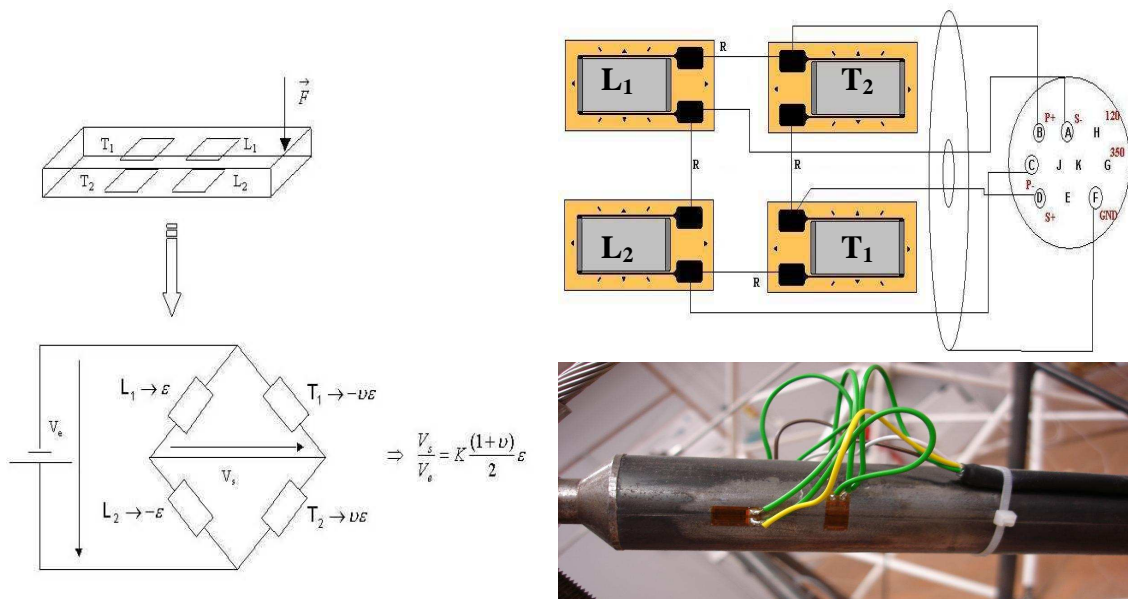 F
T1
L1
T2
L2
L1→ε
T1→-υε
Ve
Vs
L2→-ε
T2→υε
⇒ Vs/Ve = K (1+υ)/2 ε
L1
R
T2
R
R
L2
T1
R
P+
S-
120
B
A
H
350
C
J
K
G
P-
D
E
F
S+
GND